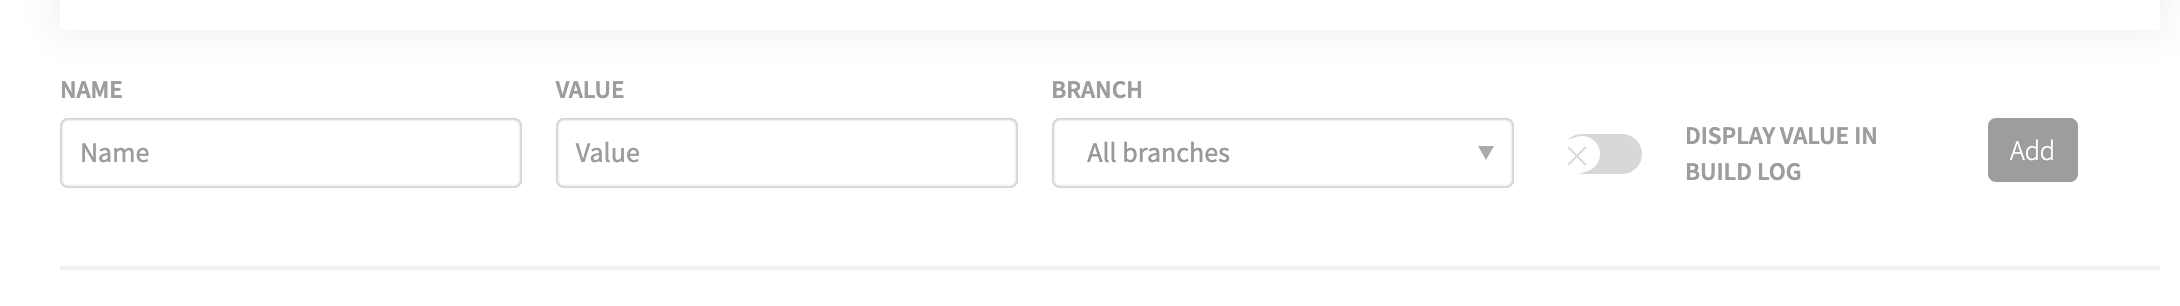 NAME
VALUE
BRANCH
Name
Value
All branches
DISPLAY VALUE IN
BUILD LOG
Add